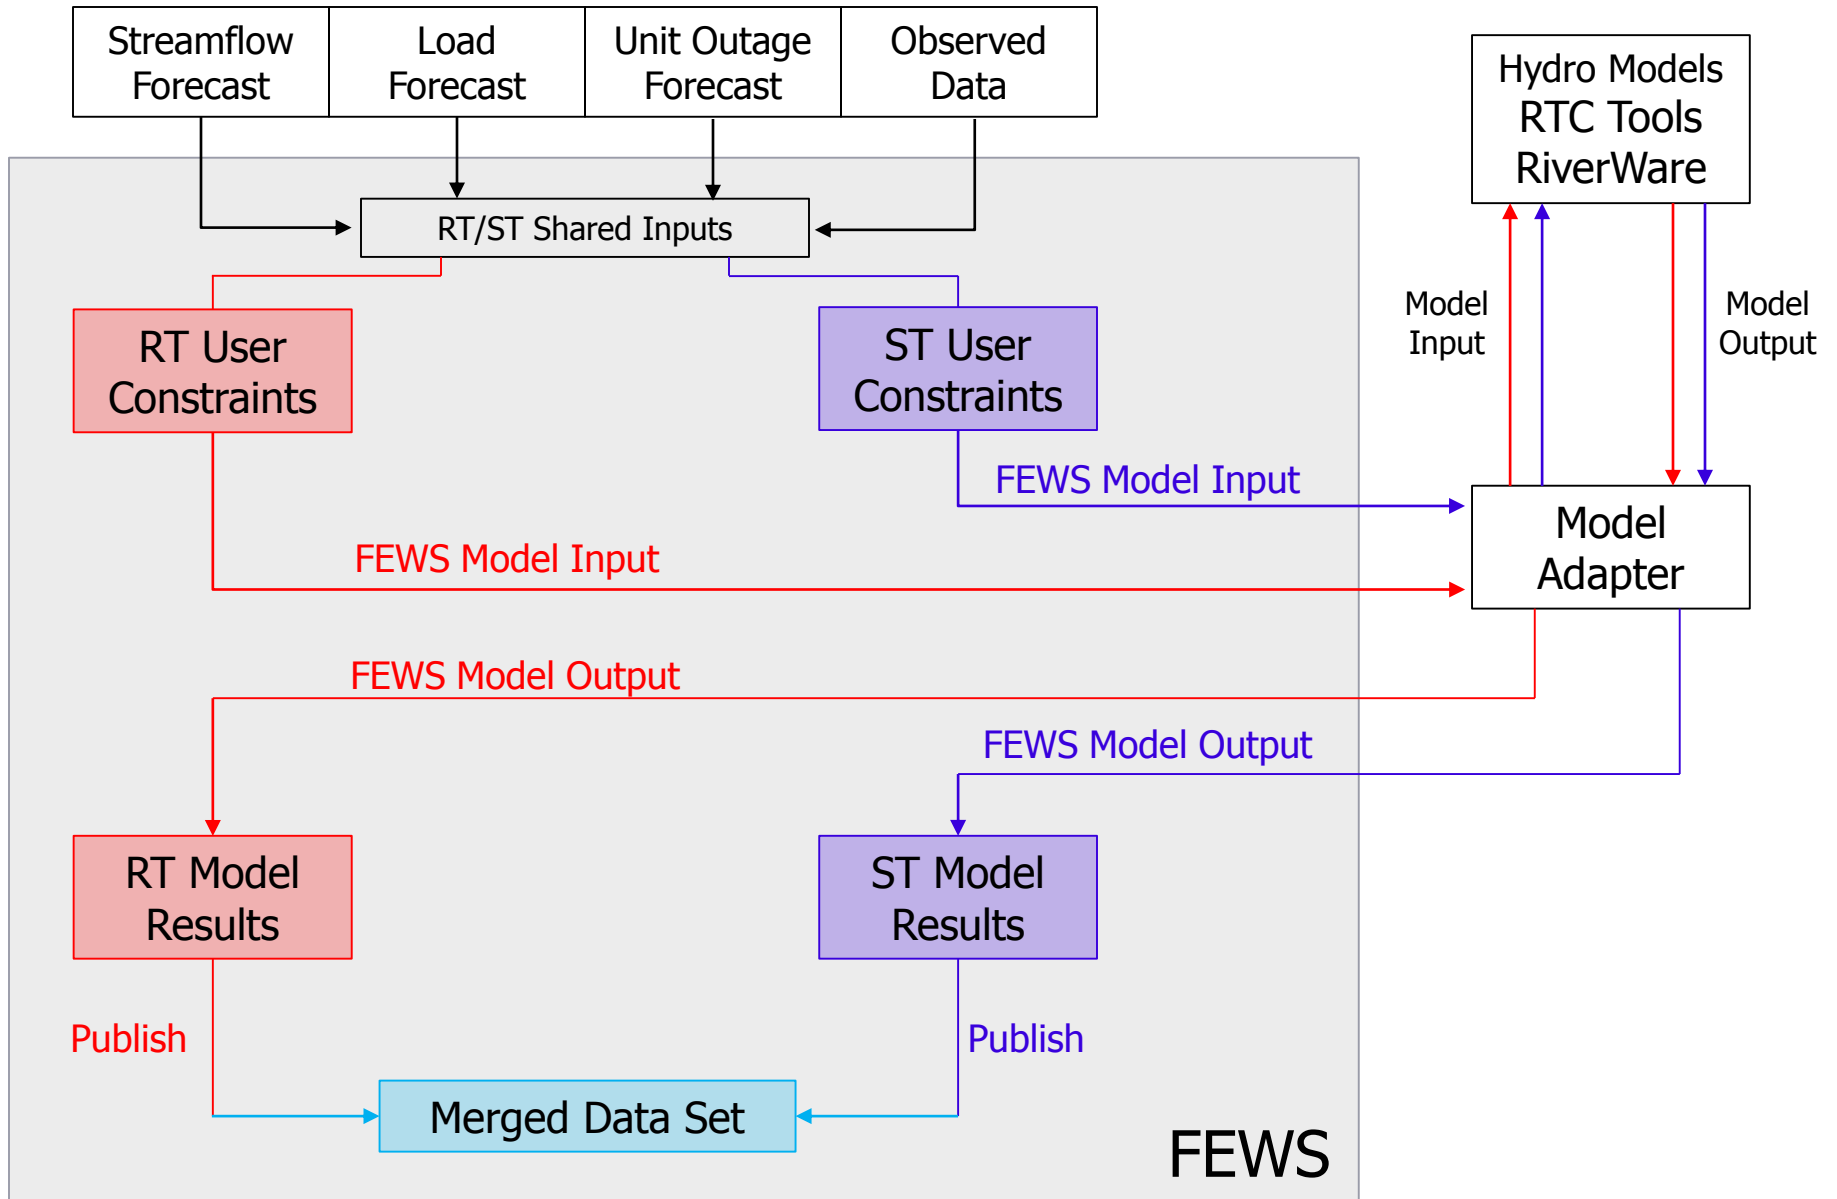 Streamflow
Forecast
Load
Forecast
Unit Outage
Forecast
Observed
Data
Hydro Models
RTC Tools
RiverWare
RT/ST Shared Inputs
RT User
Constraints
ST User
Constraints
Model
Input
Model
Output
FEWS Model Input
FEWS Model Input
Model
Adapter
FEWS Model Output
FEWS Model Output
RT Model
Results
ST Model
Results
Publish
Publish
Merged Data Set
FEWS